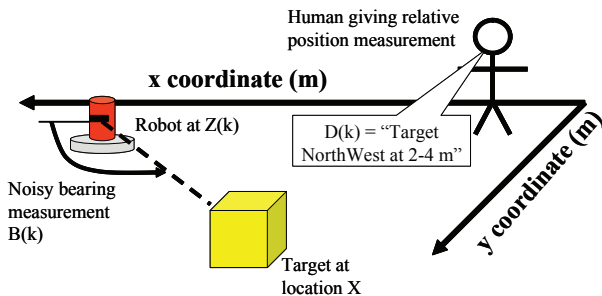 Human giving relative
position measurement
x coordinate (m)
Robot at Z(k)
D(k) = “Target
NorthWest at 2-4 m”
Noisy bearing
measurement
B(k)
y coordinate (m)
Target at
location X